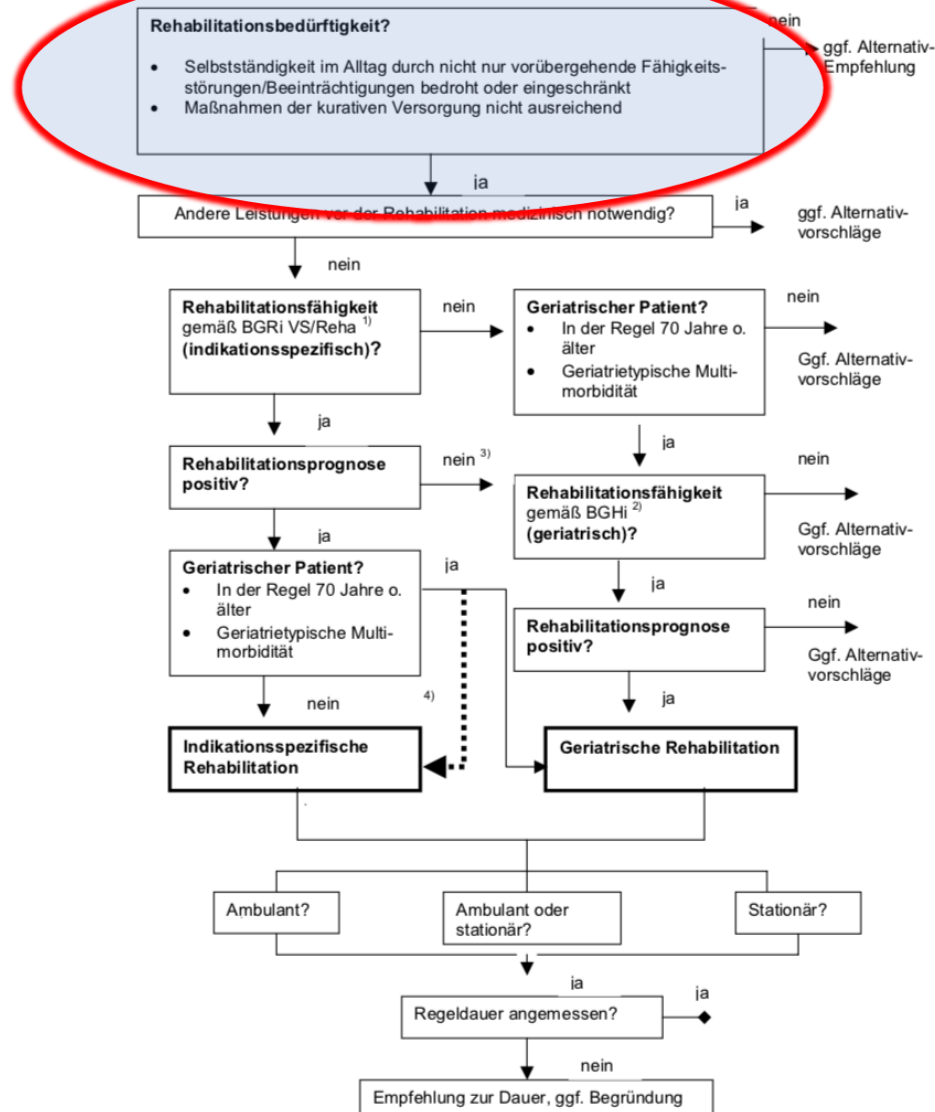 Rehabilitationsbedürftigkeit?
• Selbstständigkeit im Alltag durch nicht nur vorübergehende Fähigkeits-
störungen/Beeinträchtigungen bedroht oder eingeschränkt
• Maßnahmen der kurativen Versorgung nicht ausreichend
nein
ggf. Alternativ-
Empfehlung
ja
Andere Leistungen vor der Rehabilitation medizinisch notwendig?
ja
ggf. Alternativ-
vorschläge
nein
Rehabilitationsfähigkeit
gemäß BGRi VS/Reha 1)
(indikationsspezifisch)?
nein
Geriatrischer Patient?
• In der Regel 70 Jahre o.
älter
• Geriatrietypische Multi-
morbidität
nein
Ggf. Alternativ-
vorschläge
ja
ja
Rehabilitationsprognose
positiv?
nein 3)
Rehabilitationsfähigkeit
gemäß BGHi 2)
(geriatrisch)?
nein
Ggf. Alternativ-
vorschläge
ja
Geriatrischer Patient?
• In der Regel 70 Jahre o.
älter
• Geriatrietypische Multi-
morbidität
ja
ja
Rehabilitationsprognose
positiv?
nein
Ggf. Alternativ-
vorschläge
nein
4)
ja
Indikationsspezifische
Rehabilitation
Geriatrische Rehabilitation
Ambulant?
Ambulant oder
stationär?
Stationär?
ja
Regeldauer angemessen?
ja
nein
Empfehlung zur Dauer, ggf. Begründung